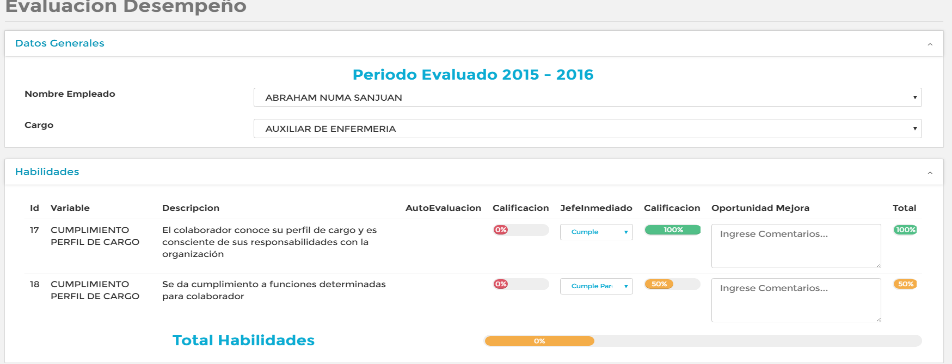 Evaluacion Desempeño
Datos Generales
Periodo Evaluado 2015 - 2016
Nombre Empleado
ABRAHAM NUMA SANJUAN
Cargo
AUXILIAR DE ENFERMERIA
Habilidades
Id Variable Descripcion AutoEvaluacion Calificacion JefeInmediado Calificacion Oportunidad Mejora Total
17 CUMPLIMIENTO El colaborador conoce su perfil de cargo y es 0% Cumple 100% Ingrese Comentarios... 100%
PERFIL DE CARGO consciente de sus responsabilidades con la
organización
18 CUMPLIMIENTO Se da cumplimiento a funciones determinadas 0% Cumple Par 50% Ingrese Comentarios... 50%
PERFIL DE CARGO para colaborador
Total Habilidades 0%